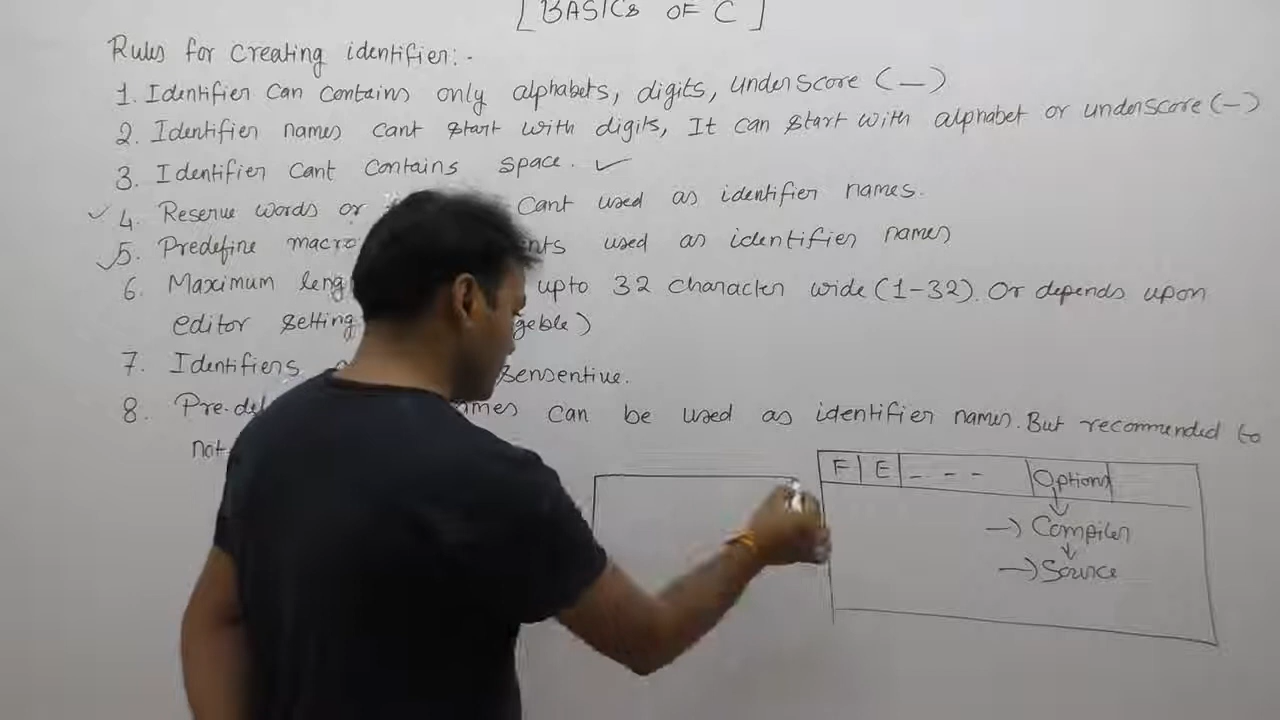 [ BASICS OF C ]
Rules for creating identifier:-
1. Identifier can contains only alphabets, digits, underscore (_)
2. Identifier names cant start with digits, It can start with alphabet or underscore (-)
3. Identifier cant contains space. ✓
✓ 4. Reserve words or cant used as identifier names.
✓ 5. Predefine macro nts used as identifier names
6. Maximum leng upto 32 character wide (1-32). Or depends upon
editor setting geble)
7. Identifiers sensentive.
8. Pre-def mes can be used as identifier names. But recommended to
not
F E _ - - Options
→ Compiler
→ Source